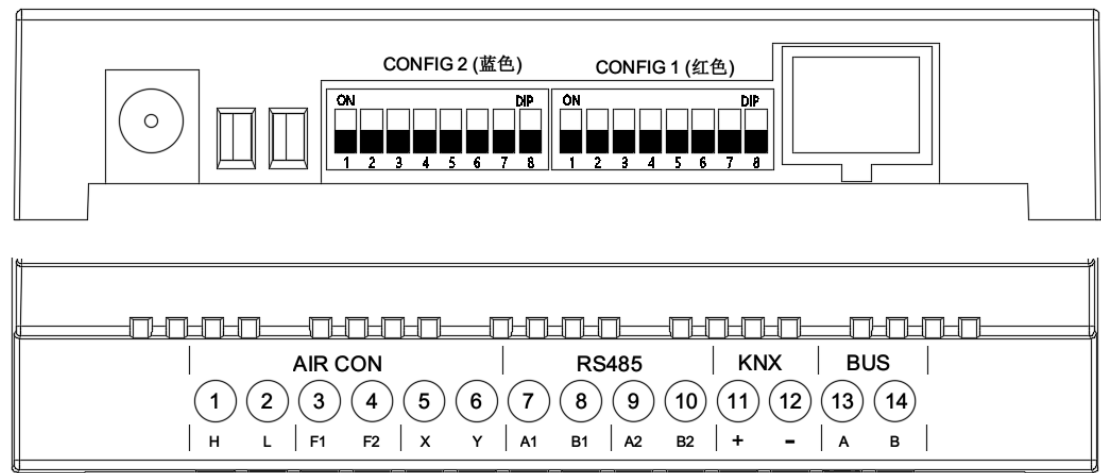 CONFIG 2 (蓝色) CONFIG 1 (红色)
ON DIP ON DIP
1 2 3 4 5 6 7 8 1 2 3 4 5 6 7 8
AIR CON RS485 KNX BUS
1 2 3 4 5 6 7 8 9 10 11 12 13 14
H L F1 F2 X Y A1 B1 A2 B2 + - A B